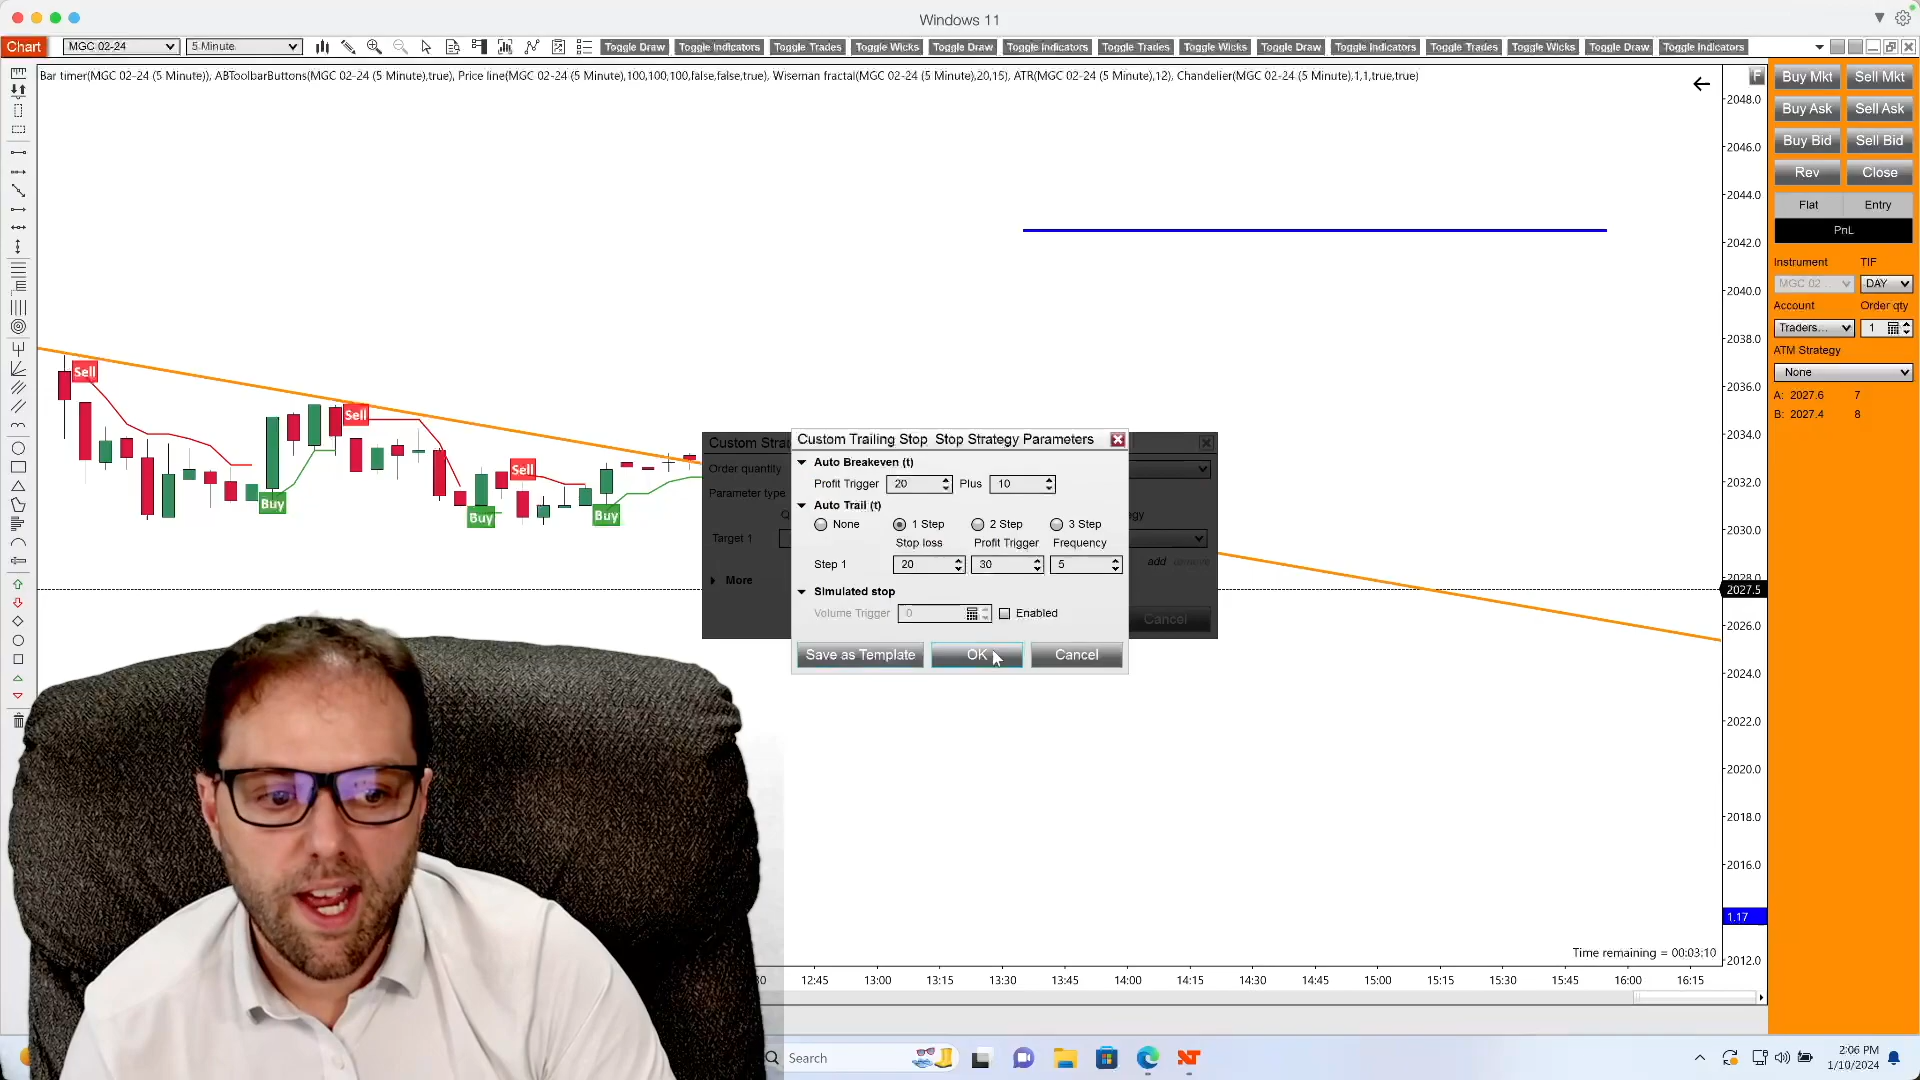 Windows 11
Chart MGC 02-24 5 Minute Toggle Draw Toggle Indicators Toggle Trades Toggle Wicks Toggle Draw Toggle Indicators Toggle Trades Toggle Wicks Toggle Draw Toggle Indicators Toggle Trades Toggle Wicks Toggle Draw Toggle Indicators
Bar timer(MGC 02-24 (5 Minute)), ABToolbarButtons(MGC 02-24 (5 Minute),true), Price line(MGC 02-24 (5 Minute),100,100,100,false,false,true), Wiseman fractal(MGC 02-24 (5 Minute),20,15), ATR(MGC 02-24 (5 Minute),12), Chandelier(MGC 02-24 (5 Minute),1,1,true,true)
F
Buy Mkt Sell Mkt
Buy Ask Sell Ask
Buy Bid Sell Bid
Rev Close
Flat Entry
PnL
Instrument TIF
MGC 02... DAY
Account Order qty
Traders... 1
ATM Strategy
None
A: 2027.6 7
B: 2027.4 8
2048.0
2046.0
2044.0
2042.0
2040.0
2038.0
2036.0
2034.0
2032.0
2030.0
2028.0
2027.5
2026.0
2024.0
2022.0
2020.0
2018.0
2016.0
1.17
2012.0
Sell
Sell
Sell
Buy
Buy
Buy
Custom Stra
Order quantity
Parameter type
Target 1
More
add remove
Cancel
Custom Trailing Stop Stop Strategy Parameters
Auto Breakeven (t)
Profit Trigger 20 Plus 10
Auto Trail (t)
None 1 Step 2 Step 3 Step
Stop loss Profit Trigger Frequency
Step 1 20 30 5
Simulated stop
Volume Trigger 0 Enabled
Save as Template OK Cancel
Time remaining = 00:03:10
12:45 13:00 13:15 13:30 13:45 14:00 14:15 14:30 14:45 15:00 15:15 15:30 15:45 16:00 16:15
Search
2:06 PM
1/10/2024